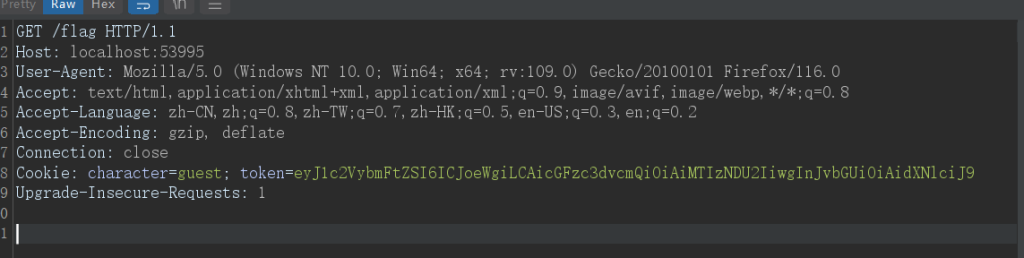 Pretty Raw Hex \n
1 GET /flag HTTP/1.1
2 Host: localhost:53995
3 User-Agent: Mozilla/5.0 (Windows NT 10.0; Win64; x64; rv:109.0) Gecko/20100101 Firefox/116.0
4 Accept: text/html,application/xhtml+xml,application/xml;q=0.9,image/avif,image/webp,*/*;q=0.8
5 Accept-Language: zh-CN,zh;q=0.8,zh-TW;q=0.7,zh-HK;q=0.5,en-US;q=0.3,en;q=0.2
6 Accept-Encoding: gzip, deflate
7 Connection: close
8 Cookie: character=guest; token=eyJ1c2VybmFtZSI6ICJoeWgiLCAicGFzc3dvcmQiOiAiMTIzNDU2IiwgInJvbGUiOiAidXNlciJ9
9 Upgrade-Insecure-Requests: 1
0
1